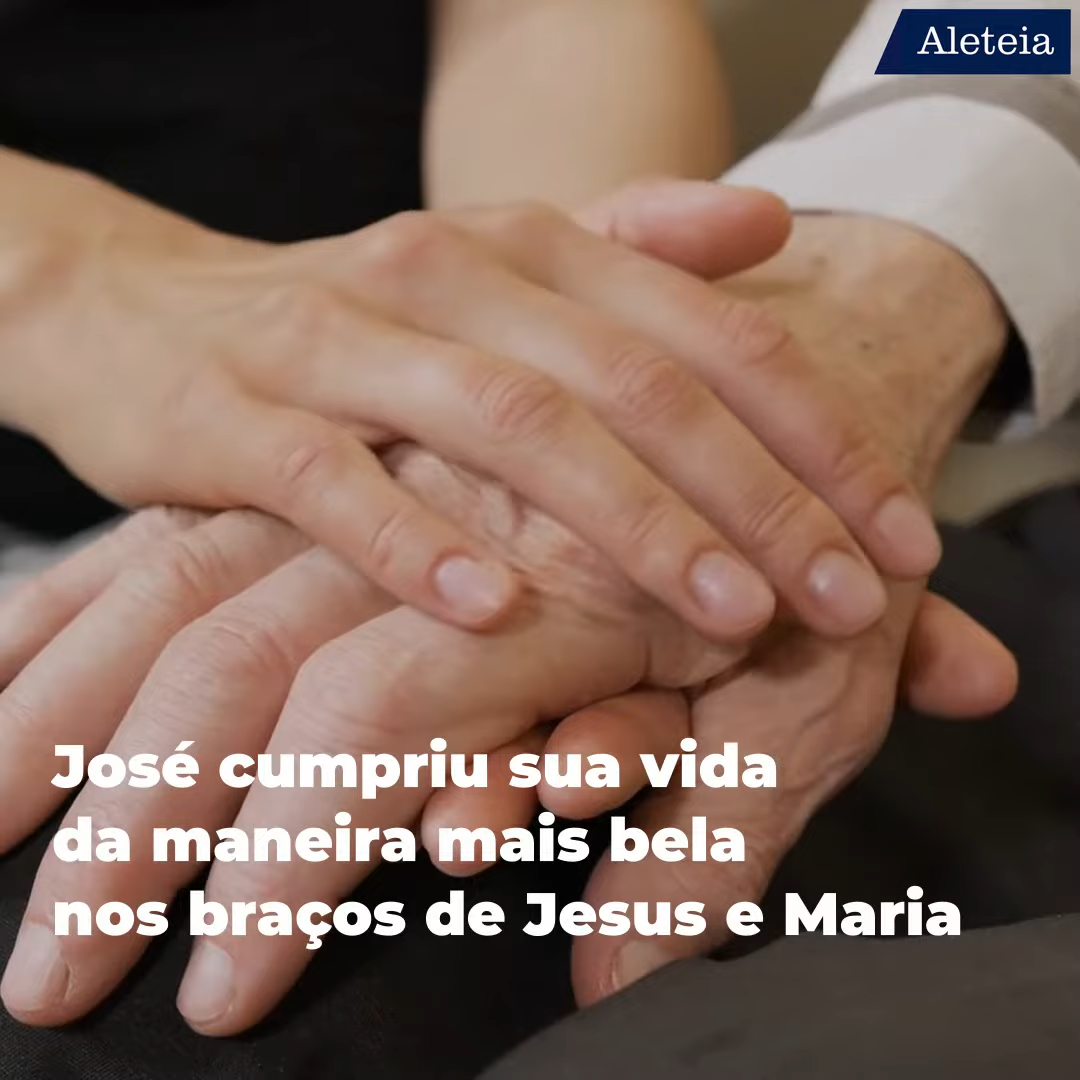 Aleteia
José cumpriu sua vida
da maneira mais bela
nos braços de Jesus e Maria